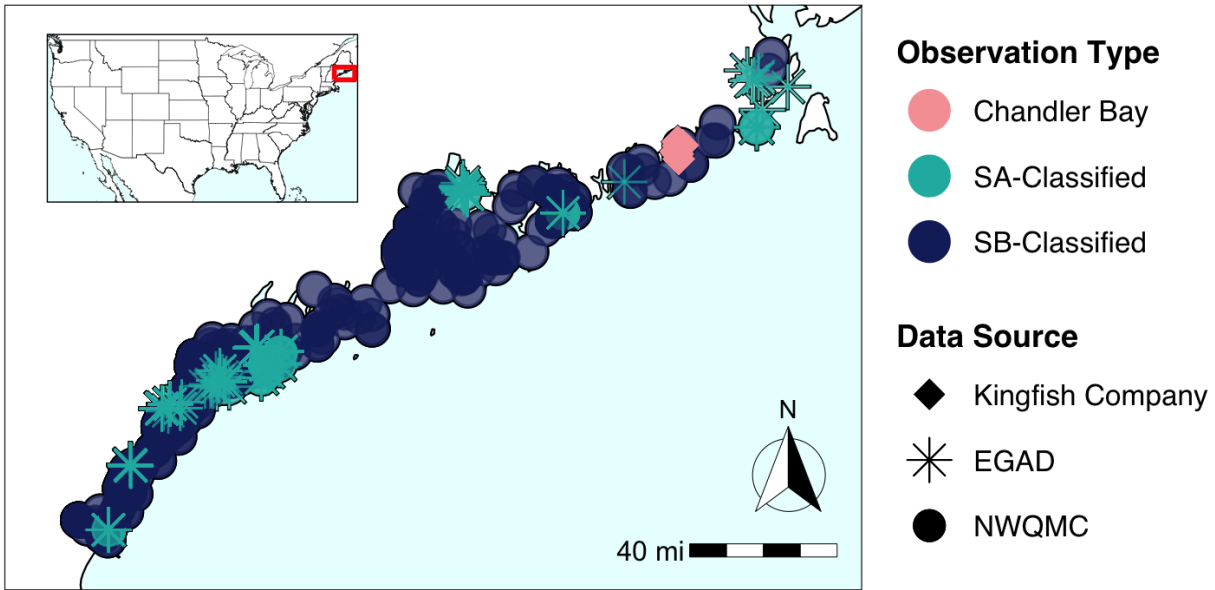 Observation Type
Chandler Bay
SA-Classified
SB-Classified
Data Source
Kingfish Company
EGAD
NWQMC
N
40 mi